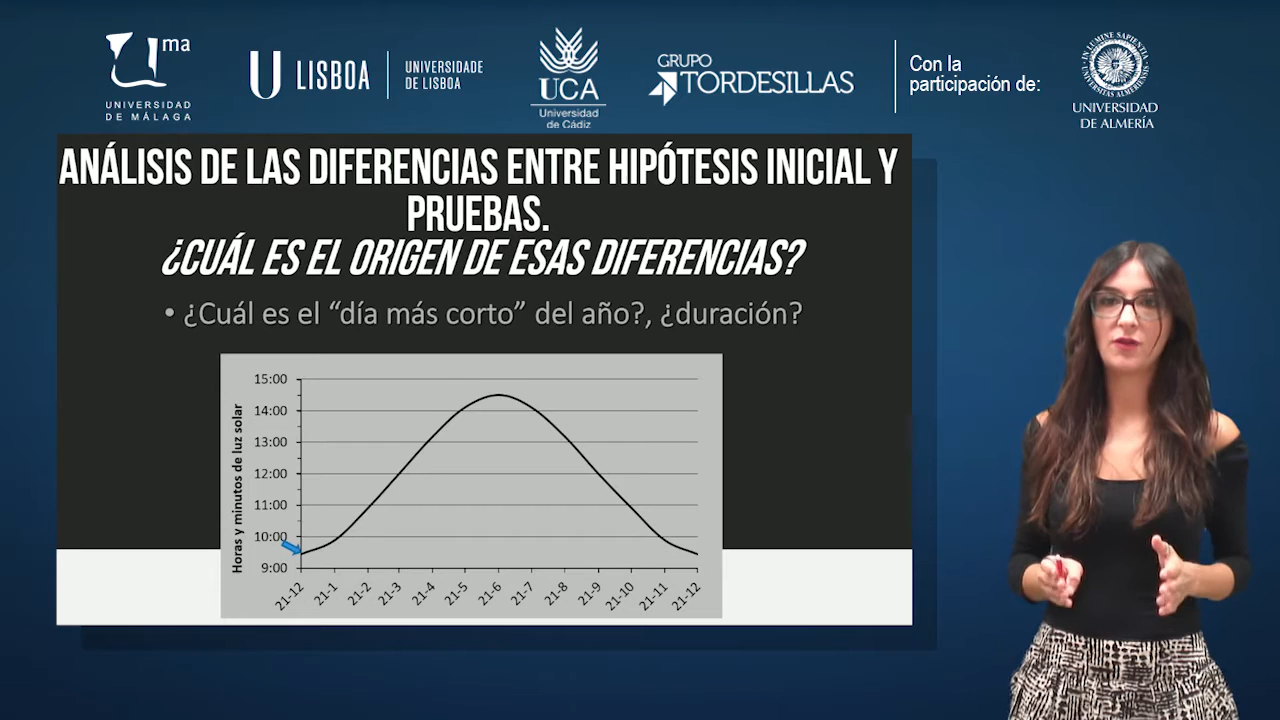 uma
UNIVERSIDAD
DE MÁLAGA
U LISBOA
UNIVERSIDADE
DE LISBOA
UCA
Universidad
de Cádiz
GRUPO
TORDESILLAS
Con la
participación de:
UNIVERSIDAD
DE ALMERÍA
ANÁLISIS DE LAS DIFERENCIAS ENTRE HIPÓTESIS INICIAL Y
PRUEBAS.
¿CUÁL ES EL ORIGEN DE ESAS DIFERENCIAS?
• ¿Cuál es el “día más corto” del año?, ¿duración?
Horas y minutos de luz solar
15:00
14:00
13:00
12:00
11:00
10:00
9:00
21-12
21-1
21-2
21-3
21-4
21-5
21-6
21-7
21-8
21-9
21-10
21-11
21-12